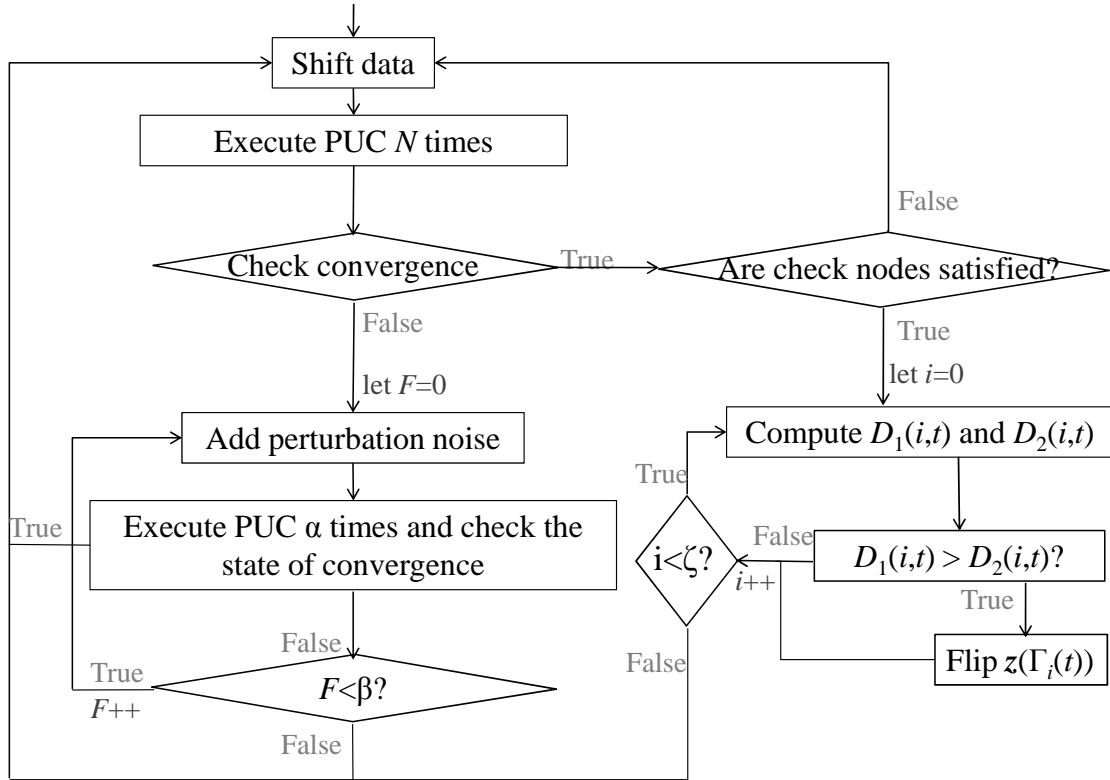 Shift data
Execute PUC N times
False
Check convergence
True
Are check nodes satisfied?
False
True
let F=0
let i=0
Add perturbation noise
Compute D₁(i,t) and D₂(i,t)
True
True
Execute PUC α times and check the
state of convergence
i<ζ?
False
i++
D₁(i,t) > D₂(i,t)?
True
False
False
Flip z(Γᵢ(t))
True
F++
F<β?
False